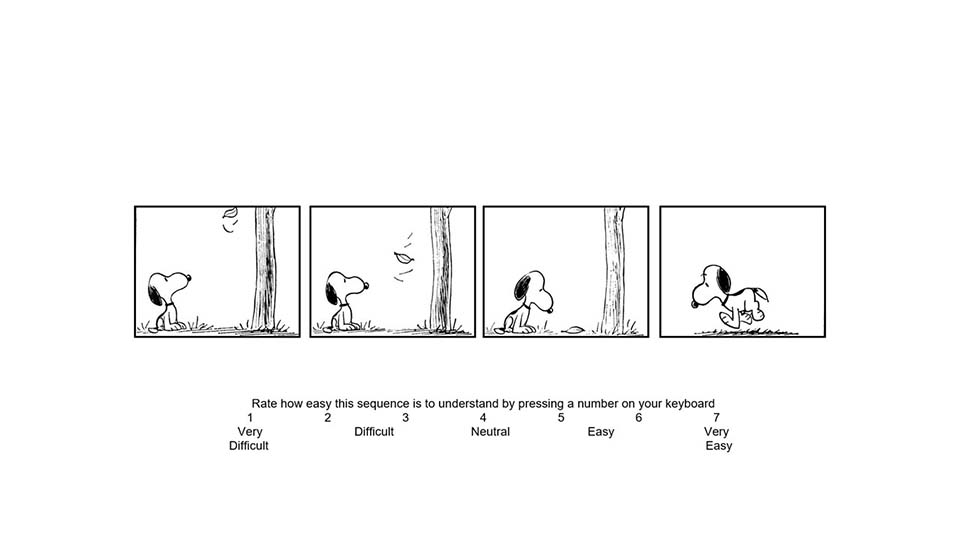 Rate how easy this sequence is to understand by pressing a number on your keyboard
1 2 3 4 5 6 7
Very Difficult Neutral Easy Very
Difficult Easy